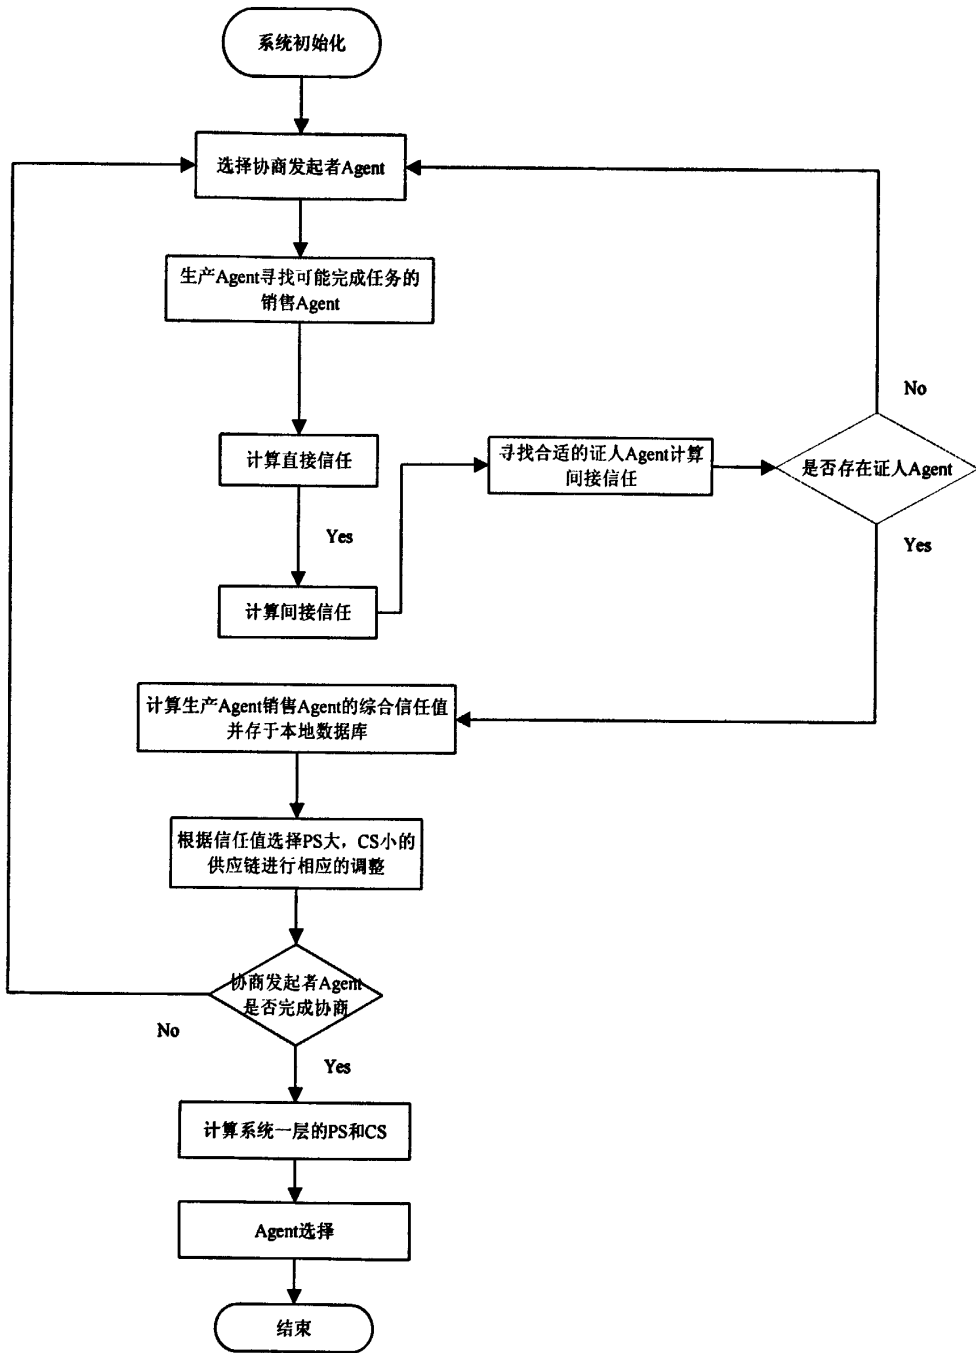 系统初始化
选择协商发起者Agent
生产Agent寻找可能完成任务的
销售Agent
No
计算直接信任
寻找合适的证人Agent计算
间接信任
是否存在证人Agent
Yes
Yes
计算间接信任
计算生产Agent销售Agent的综合信任值
并存于本地数据库
根据信任值选择PS大，CS小的
供应链进行相应的调整
协商发起者Agent
是否完成协商
No
Yes
计算系统一层的PS和CS
Agent选择
结束